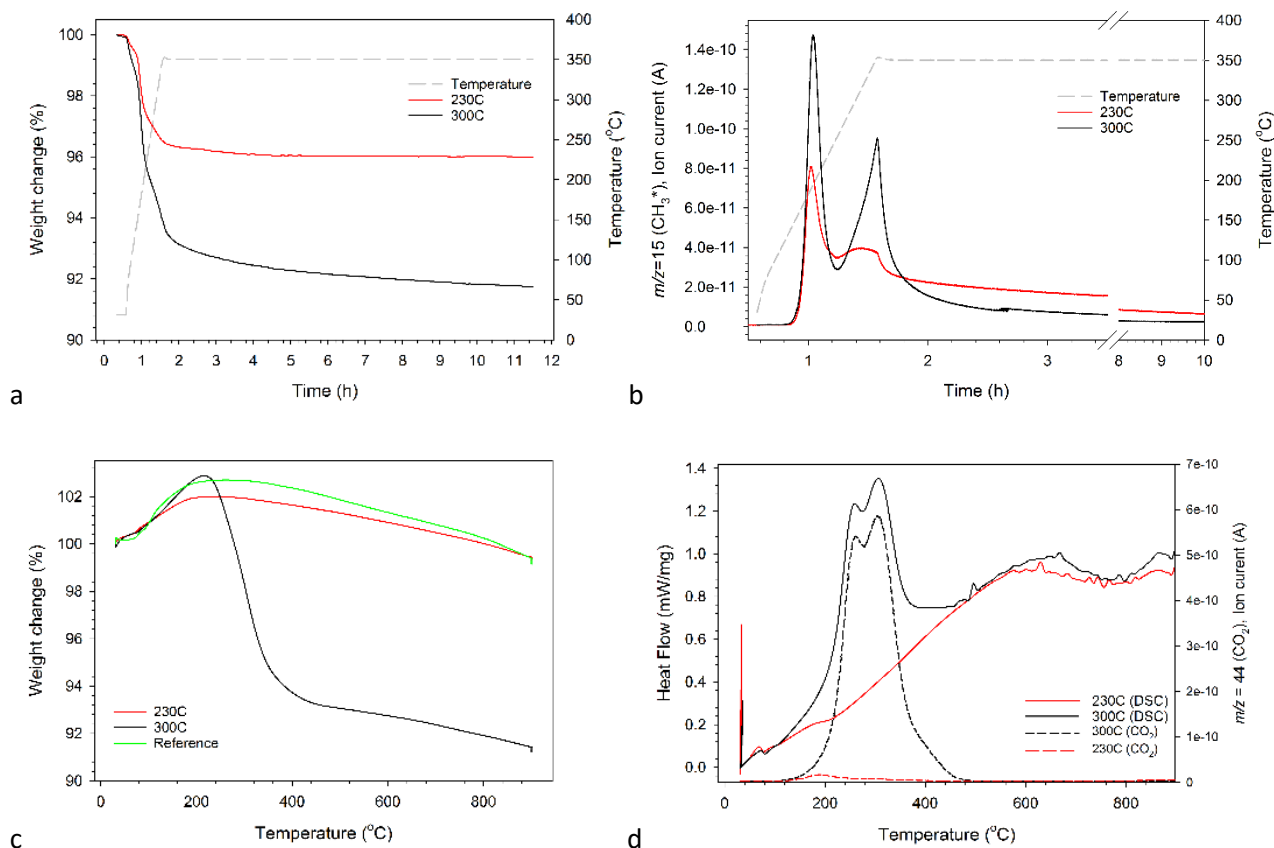 100
98
96
94
92
90
Weight change (%)
400
350
300
250
200
150
100
50
0
Temperature (°C)
Temperature
230C
300C
0 1 2 3 4 5 6 7 8 9 10 11 12
Time (h)
a
1.4e-10
1.2e-10
1.0e-10
8.0e-11
6.0e-11
4.0e-11
2.0e-11
0.0
m/z=15 (CH3*), Ion current (A)
400
350
300
250
200
150
100
50
0
Temperature (°C)
Temperature
230C
300C
1 2 3 8 9 10
Time (h)
b
102
100
98
96
94
92
90
Weight change (%)
230C
300C
Reference
0 200 400 600 800
Temperature (°C)
c
1.4
1.2
1.0
0.8
0.6
0.4
0.2
0.0
Heat Flow (mW/mg)
7e-10
6e-10
5e-10
4e-10
3e-10
2e-10
1e-10
0
m/z = 44 (CO2), Ion curent (A)
230C (DSC)
300C (DSC)
300C (CO2)
230C (CO2)
0 200 400 600 800
Temperature (°C)
d